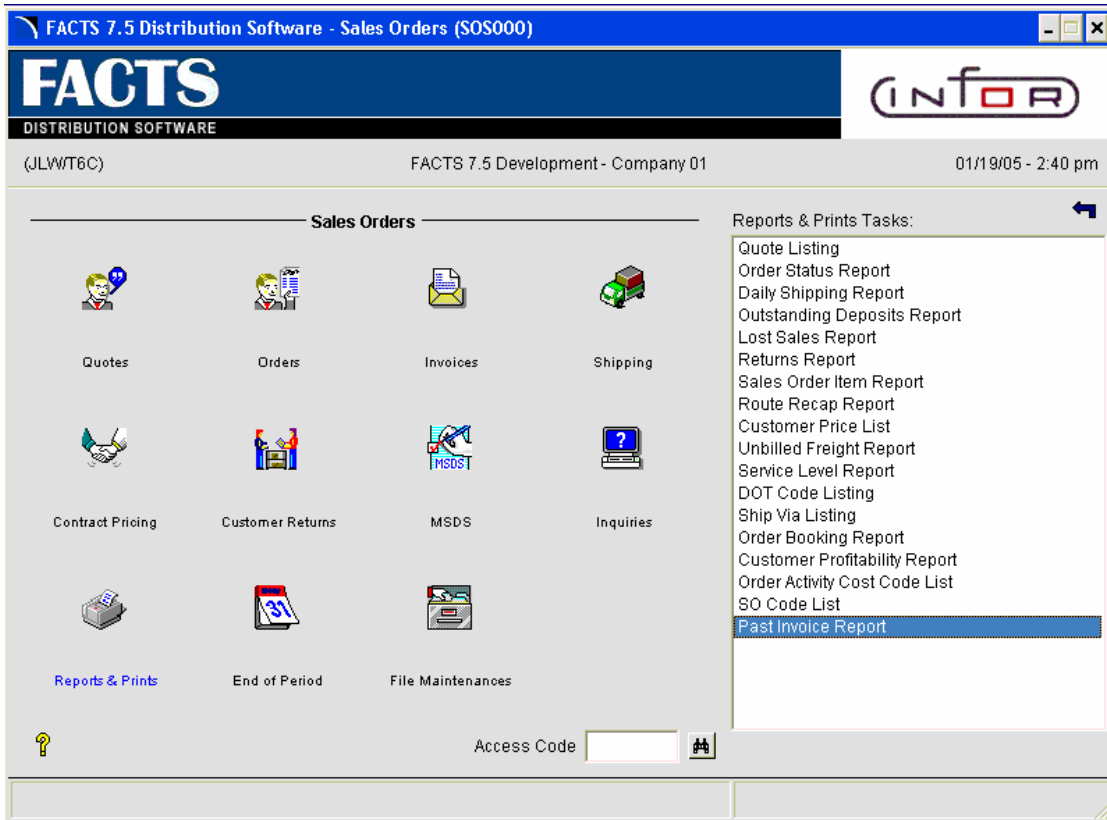 FACTS 7.5 Distribution Software - Sales Orders (SOS000)
FACTS
DISTRIBUTION SOFTWARE
INFOR
(JLW/T6C)
FACTS 7.5 Development - Company 01
01/19/05 - 2:40 pm
Sales Orders
Quotes
Orders
Invoices
Shipping
Contract Pricing
Customer Returns
MSDS
MSDS
Inquiries
31
Reports & Prints
End of Period
File Maintenances
Access Code
Reports & Prints Tasks:
Quote Listing
Order Status Report
Daily Shipping Report
Outstanding Deposits Report
Lost Sales Report
Returns Report
Sales Order Item Report
Route Recap Report
Customer Price List
Unbilled Freight Report
Service Level Report
DOT Code Listing
Ship Via Listing
Order Booking Report
Customer Profitability Report
Order Activity Cost Code List
SO Code List
Past Invoice Report